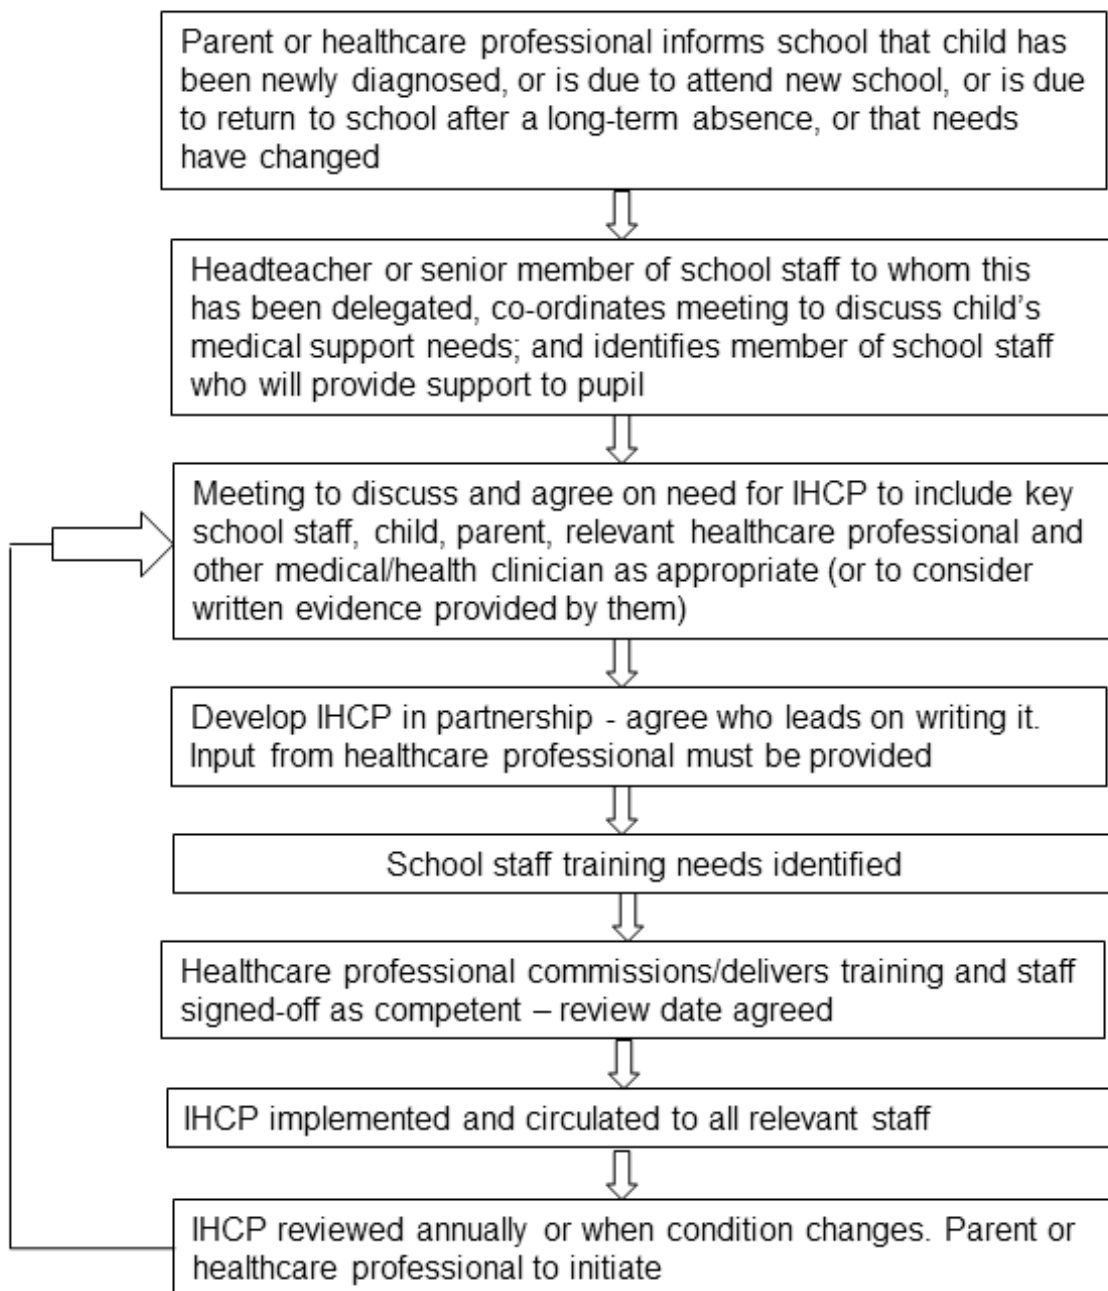 Parent or healthcare professional informs school that child has
been newly diagnosed, or is due to attend new school, or is due
to return to school after a long-term absence, or that needs
have changed
Headteacher or senior member of school staff to whom this
has been delegated, co-ordinates meeting to discuss child's
medical support needs; and identifies member of school staff
who will provide support to pupil
Meeting to discuss and agree on need for IHCP to include key
school staff, child, parent, relevant healthcare professional and
other medical/health clinician as appropriate (or to consider
written evidence provided by them)
Develop IHCP in partnership - agree who leads on writing it.
Input from healthcare professional must be provided
School staff training needs identified
Healthcare professional commissions/delivers training and staff
signed-off as competent – review date agreed
IHCP implemented and circulated to all relevant staff
IHCP reviewed annually or when condition changes. Parent or
healthcare professional to initiate